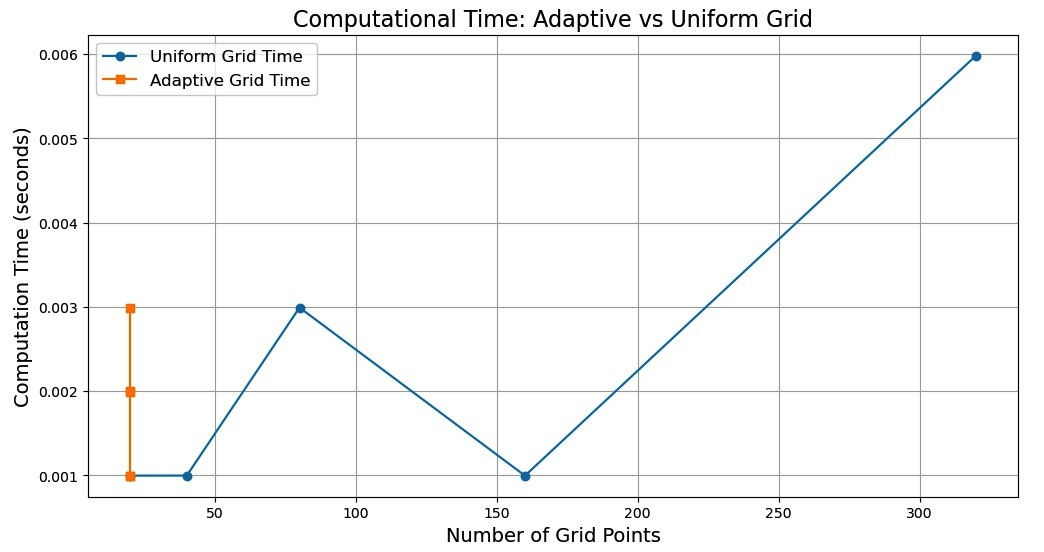 Computational Time: Adaptive vs Uniform Grid
Uniform Grid Time
Adaptive Grid Time
Computation Time (seconds)
0.006
0.005
0.004
0.003
0.002
0.001
50 100 150 200 250 300
Number of Grid Points